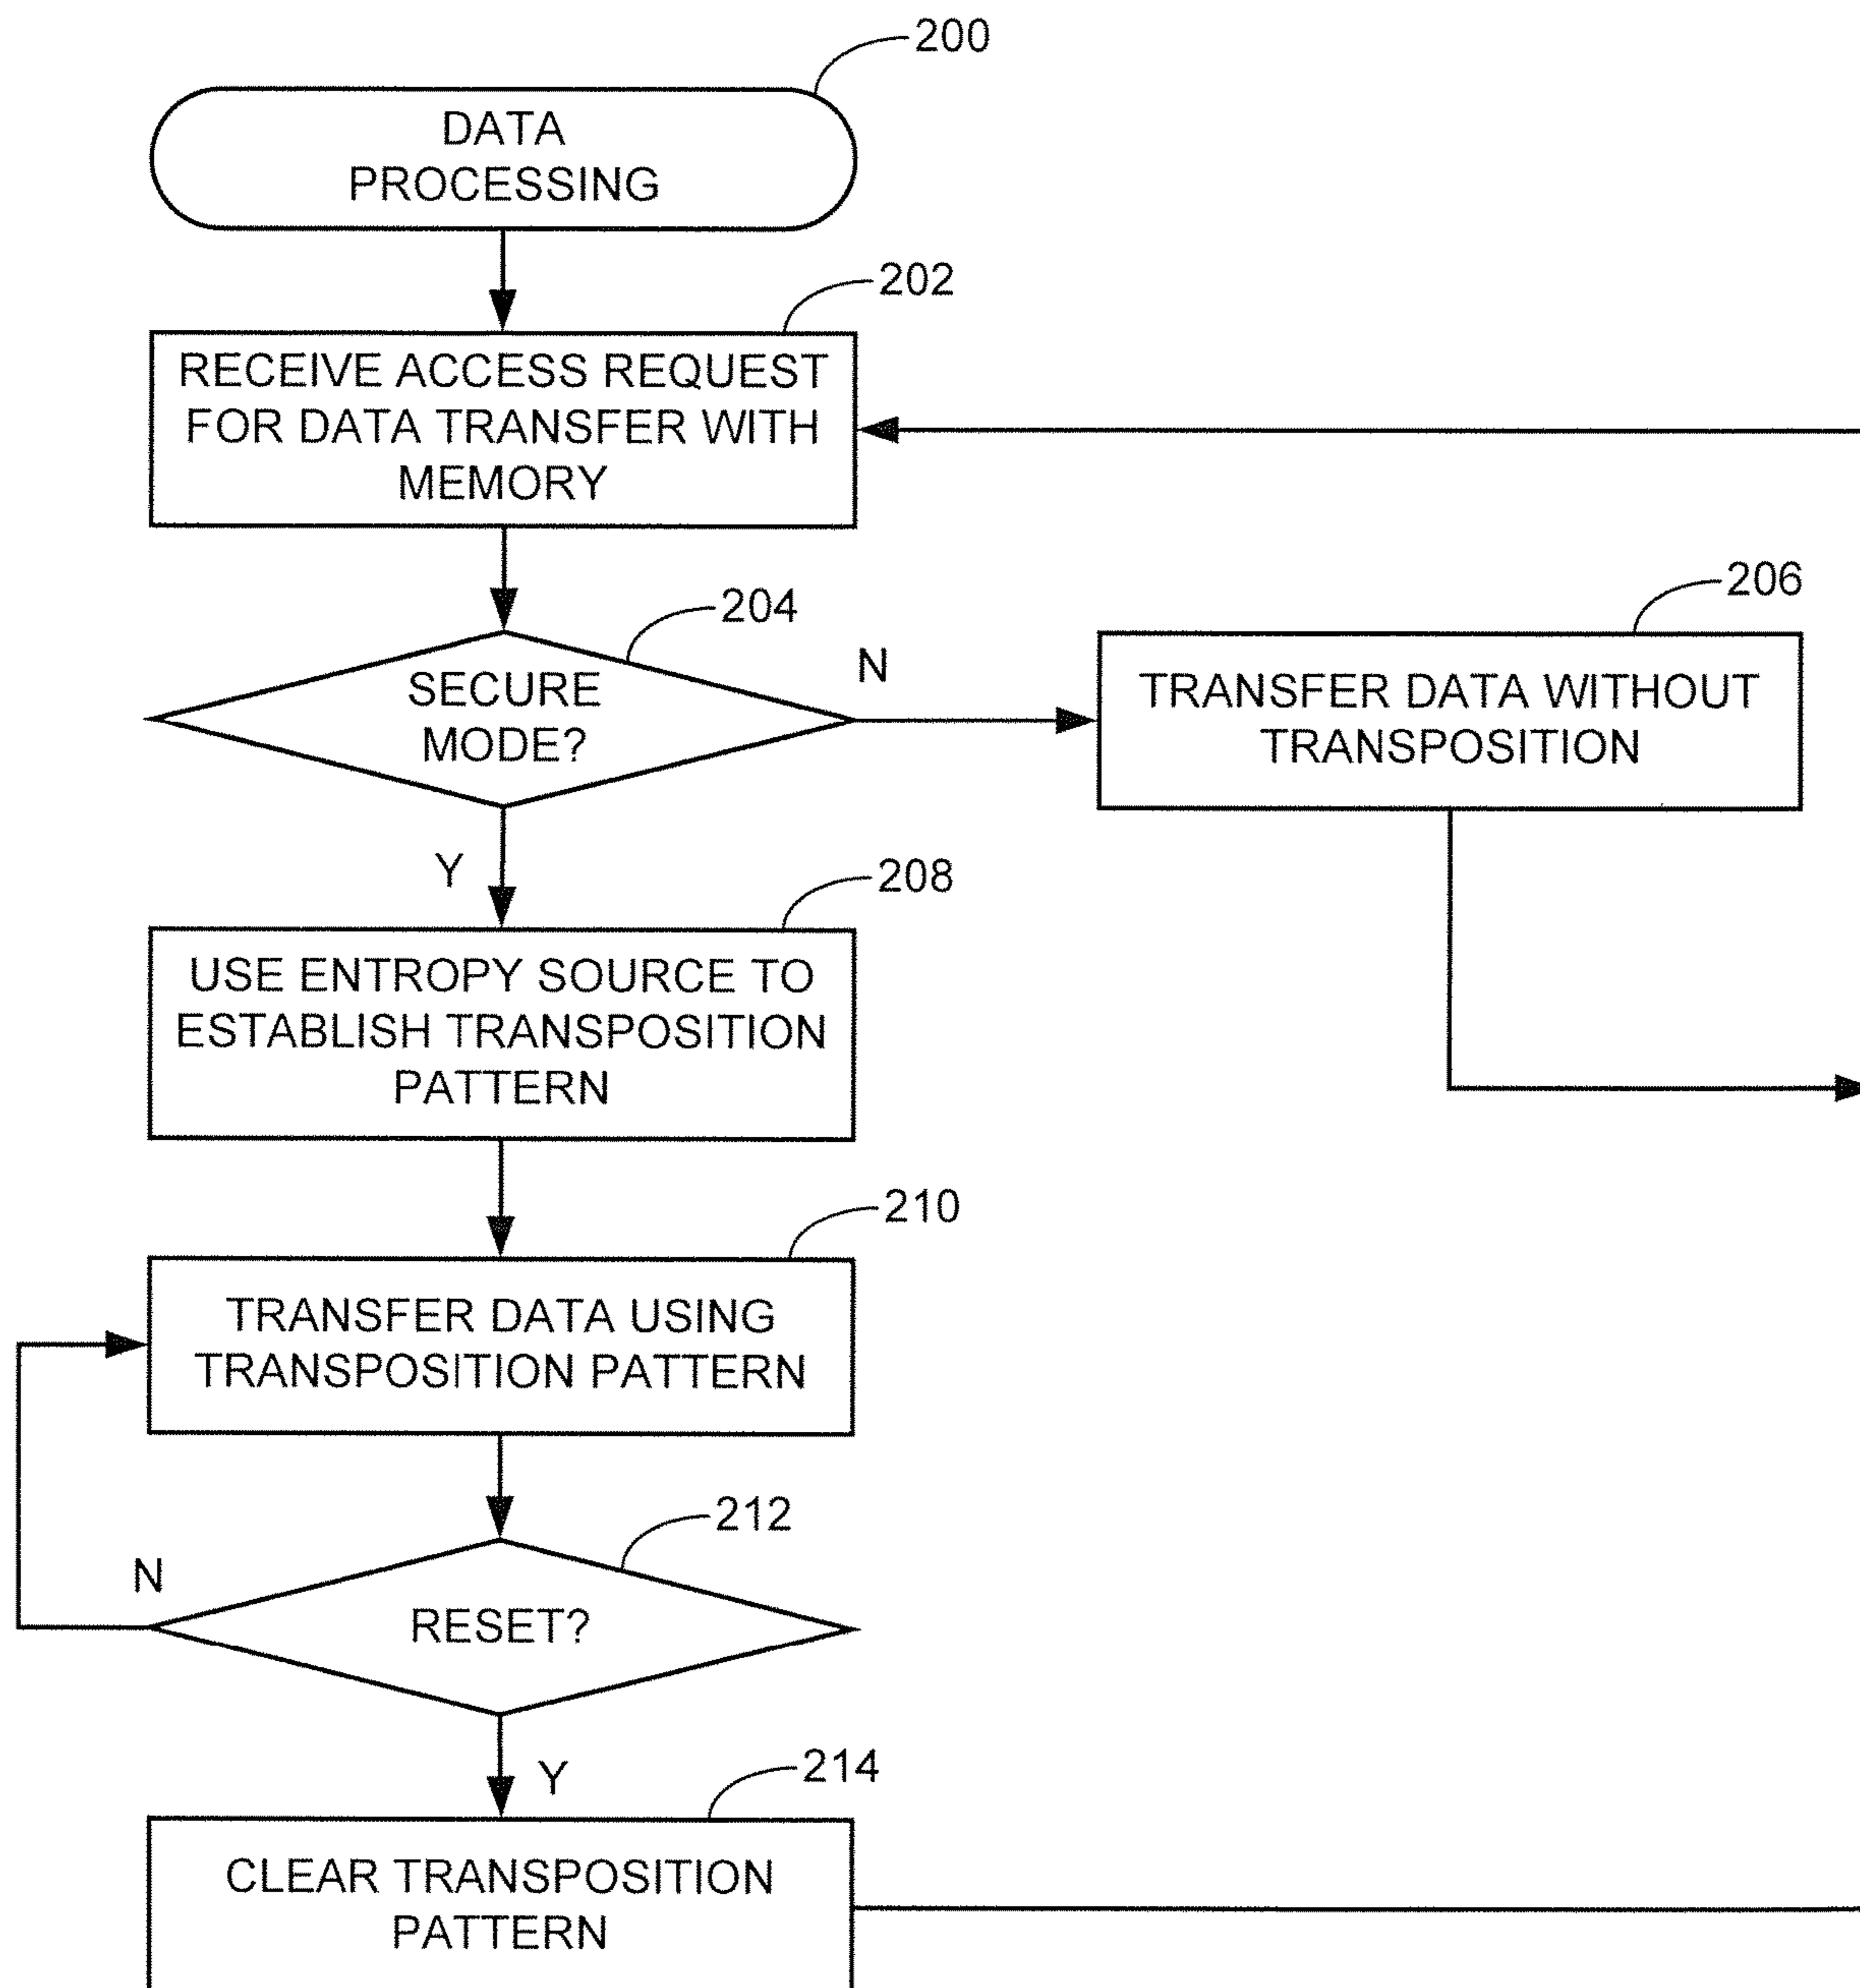 200
DATA
PROCESSING
202
RECEIVE ACCESS REQUEST
FOR DATA TRANSFER WITH
MEMORY
204
SECURE
MODE?
N
206
TRANSFER DATA WITHOUT
TRANSPOSITION
Y
208
USE ENTROPY SOURCE TO
ESTABLISH TRANSPOSITION
PATTERN
210
TRANSFER DATA USING
TRANSPOSITION PATTERN
212
N
RESET?
Y
214
CLEAR TRANSPOSITION
PATTERN